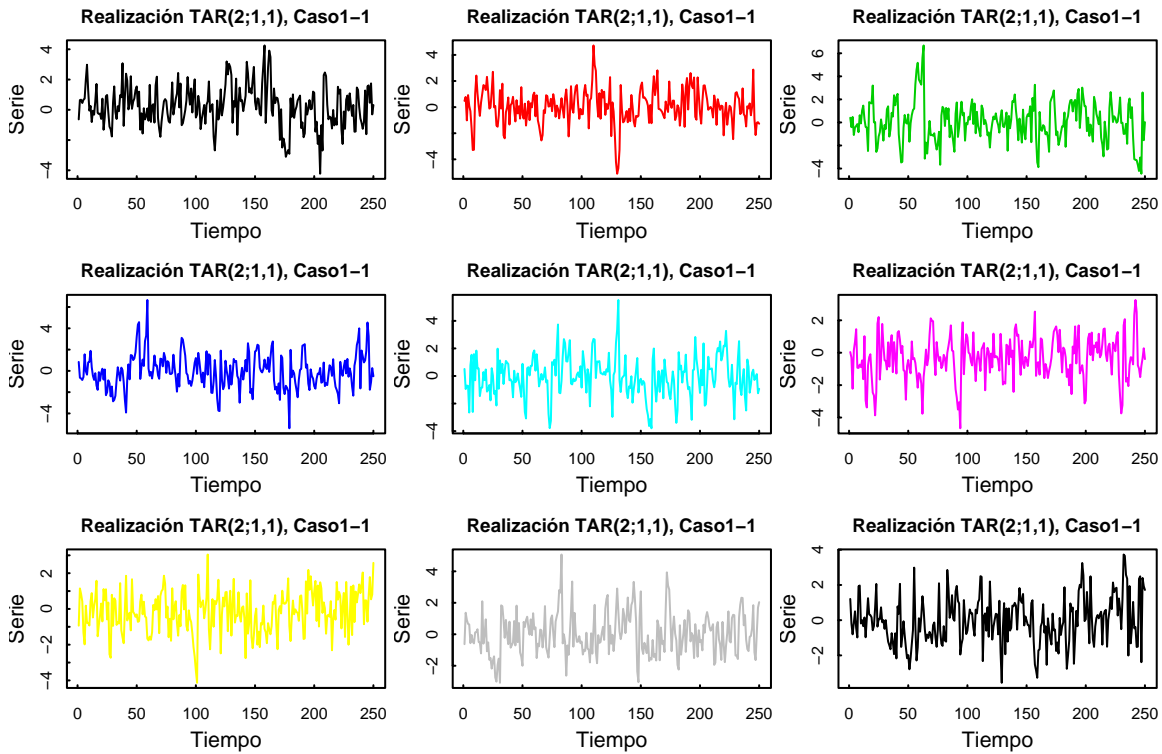 Realización TAR(2;1,1), Caso1−1
Serie
−4 0 2 4
0 50 100 150 200 250
Tiempo
Realización TAR(2;1,1), Caso1−1
Serie
−4 0 2 4
0 50 100 150 200 250
Tiempo
Realización TAR(2;1,1), Caso1−1
Serie
−4 0 2 4 6
0 50 100 150 200 250
Tiempo
Realización TAR(2;1,1), Caso1−1
Serie
−4 0 4
0 50 100 150 200 250
Tiempo
Realización TAR(2;1,1), Caso1−1
Serie
−4 0 2 4
0 50 100 150 200 250
Tiempo
Realización TAR(2;1,1), Caso1−1
Serie
−4 −2 0 2
0 50 100 150 200 250
Tiempo
Realización TAR(2;1,1), Caso1−1
Serie
−4 −2 0 2
0 50 100 150 200 250
Tiempo
Realización TAR(2;1,1), Caso1−1
Serie
−2 0 2 4
0 50 100 150 200 250
Tiempo
Realización TAR(2;1,1), Caso1−1
Serie
−2 0 2 4
0 50 100 150 200 250
Tiempo